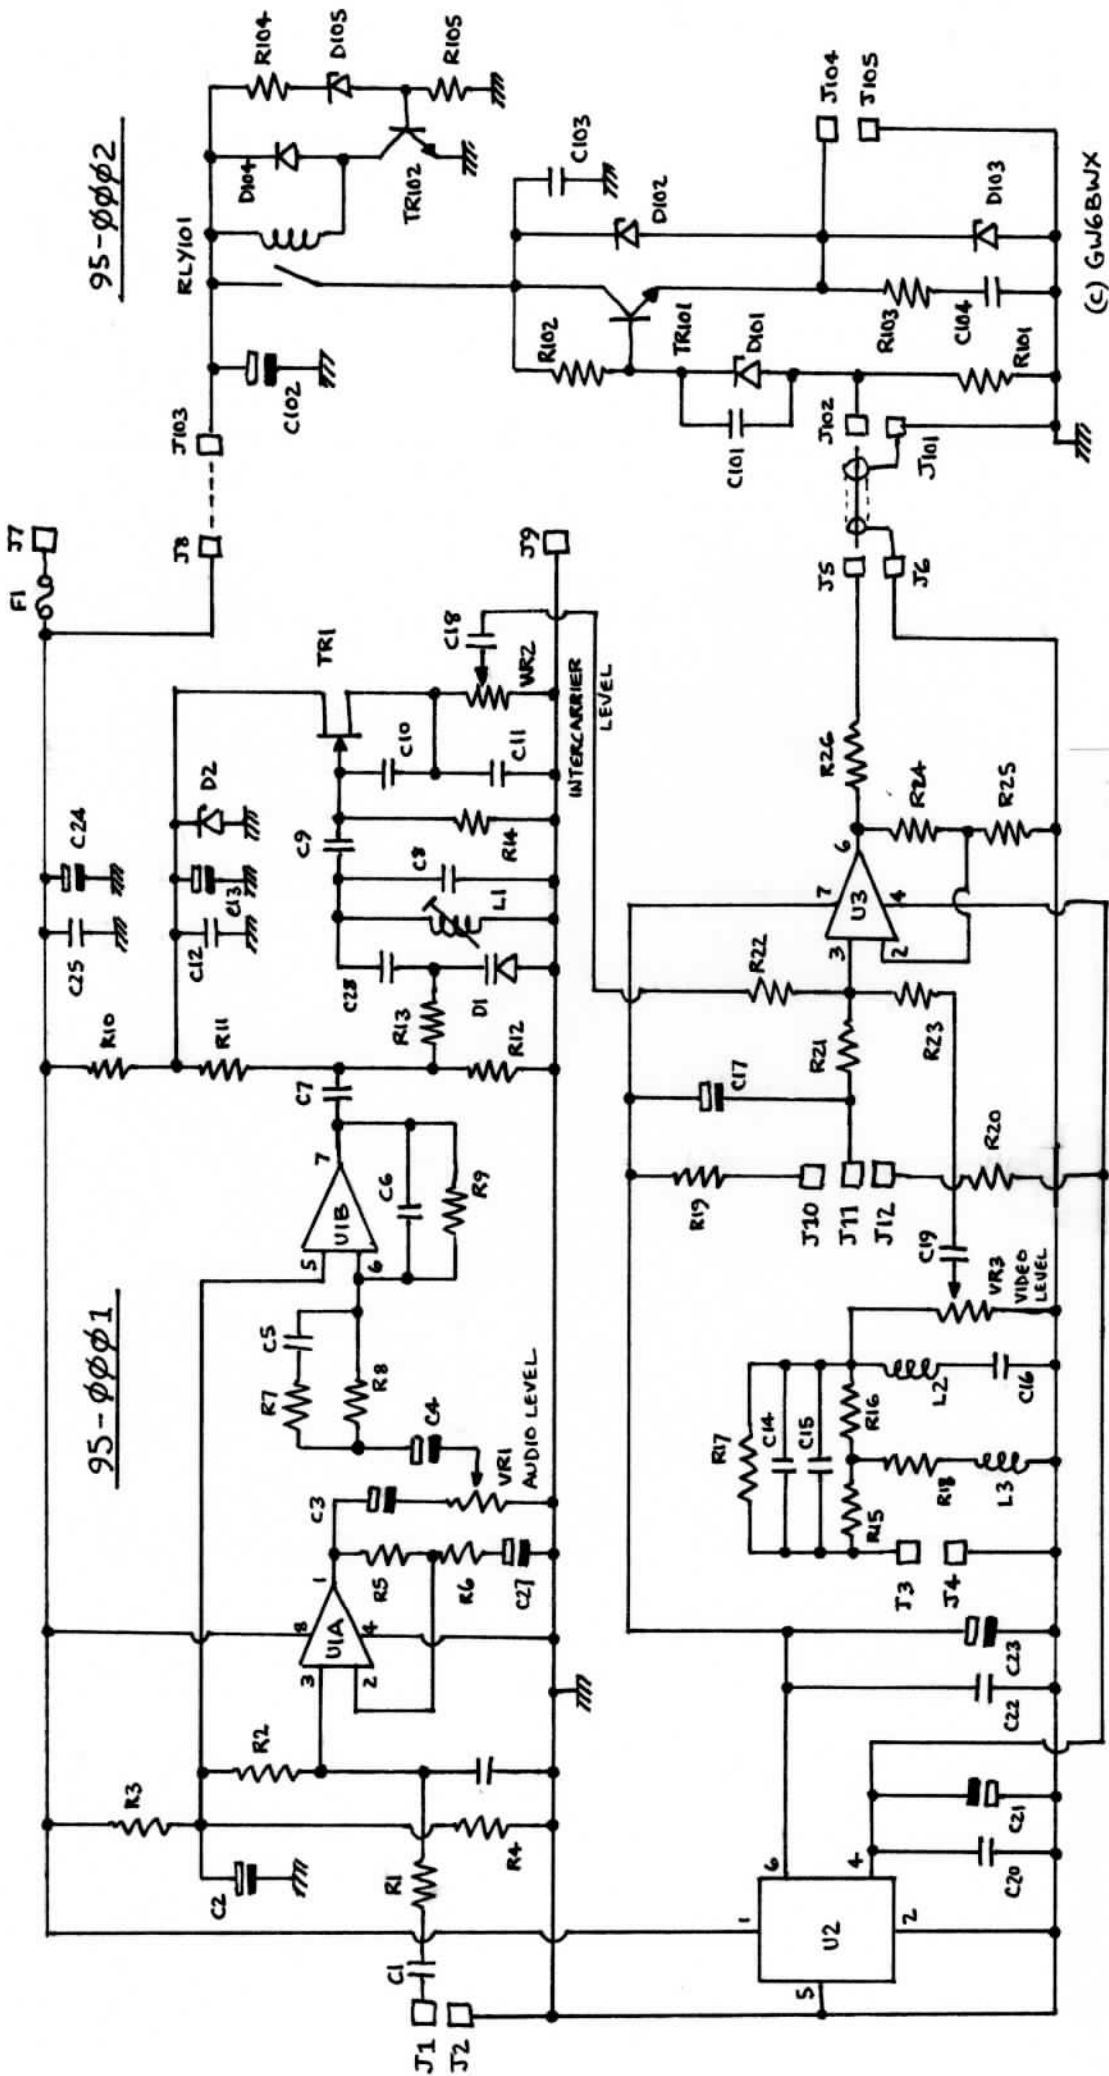 95-ØØØ1
95-ØØØ2
J7
F1
J8
J103
C102
RLY101
D104
R104
D105
R105
TR102
C103
D102
R102
TR101
D101
C101
R103
C104
D103
R101
J102
J101
J104
J105
(c) GW6BWX
C25
C24
R10
C12
C13
D2
R11
R3
C2
R2
R4
R1
C1
J1
J2
3
2
8
4
1
U1A
R5
R6
C27
C3
VR1
AUDIO LEVEL
C4
R7
C5
R8
5
6
7
U1B
C6
R9
C7
R13
R12
C28
D1
L1
C8
C9
R14
C10
C11
TR1
VR2
C18
INTERCARRIER
LEVEL
J9
U2
1
6
4
2
5
C20
C21
C22
C23
J3
J4
R17
C14
C15
R15
R16
R18
L3
L2
C16
VR3
VIDEO
LEVEL
C19
R19
J10
J11
J12
R20
C17
R21
R22
R23
3
2
7
4
6
U3
R24
R25
R26
J5
J6